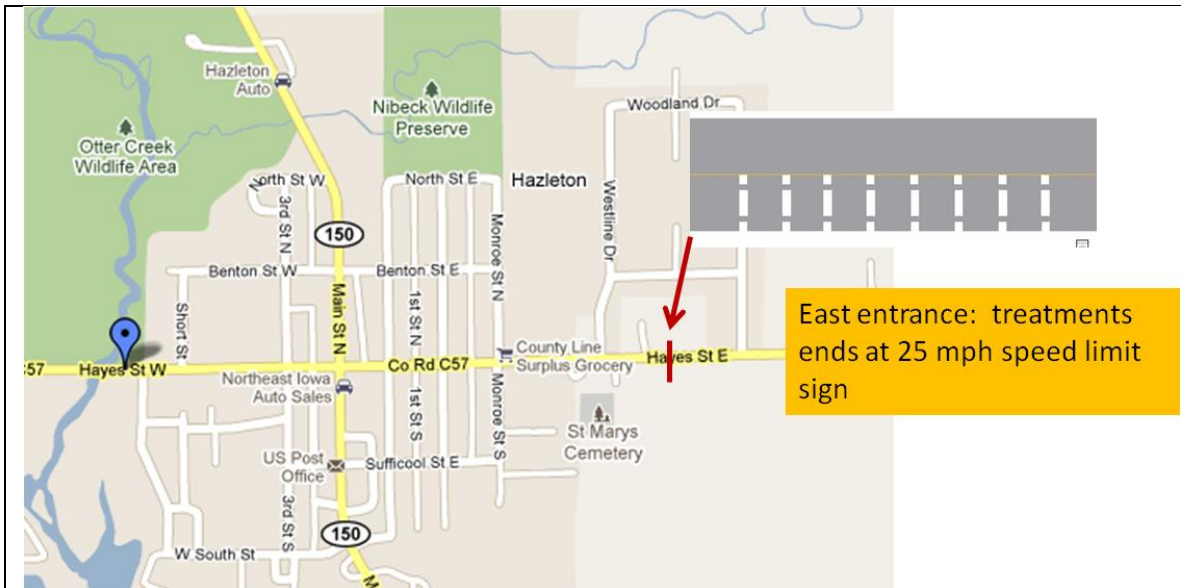 Hazleton
Auto
Nibeck Wildlife
Preserve
Otter Creek
Wildlife Area
Woodland Dr
North St W
North St E
Hazleton
3rd St N
Westline Dr
150
Monroe St N
Benton St W
Benton St E
Main St N
1st St N
Short St
East entrance: treatments
ends at 25 mph speed limit
sign
County Line
Surplus Grocery
Hayes St E
C57
Hayes St W
Co Rd C57
Northeast Iowa
Auto Sales
1st St S
Monroe St S
St Marys
Cemetery
US Post
Office
Sufficool St E
3rd St S
150
W South St
M